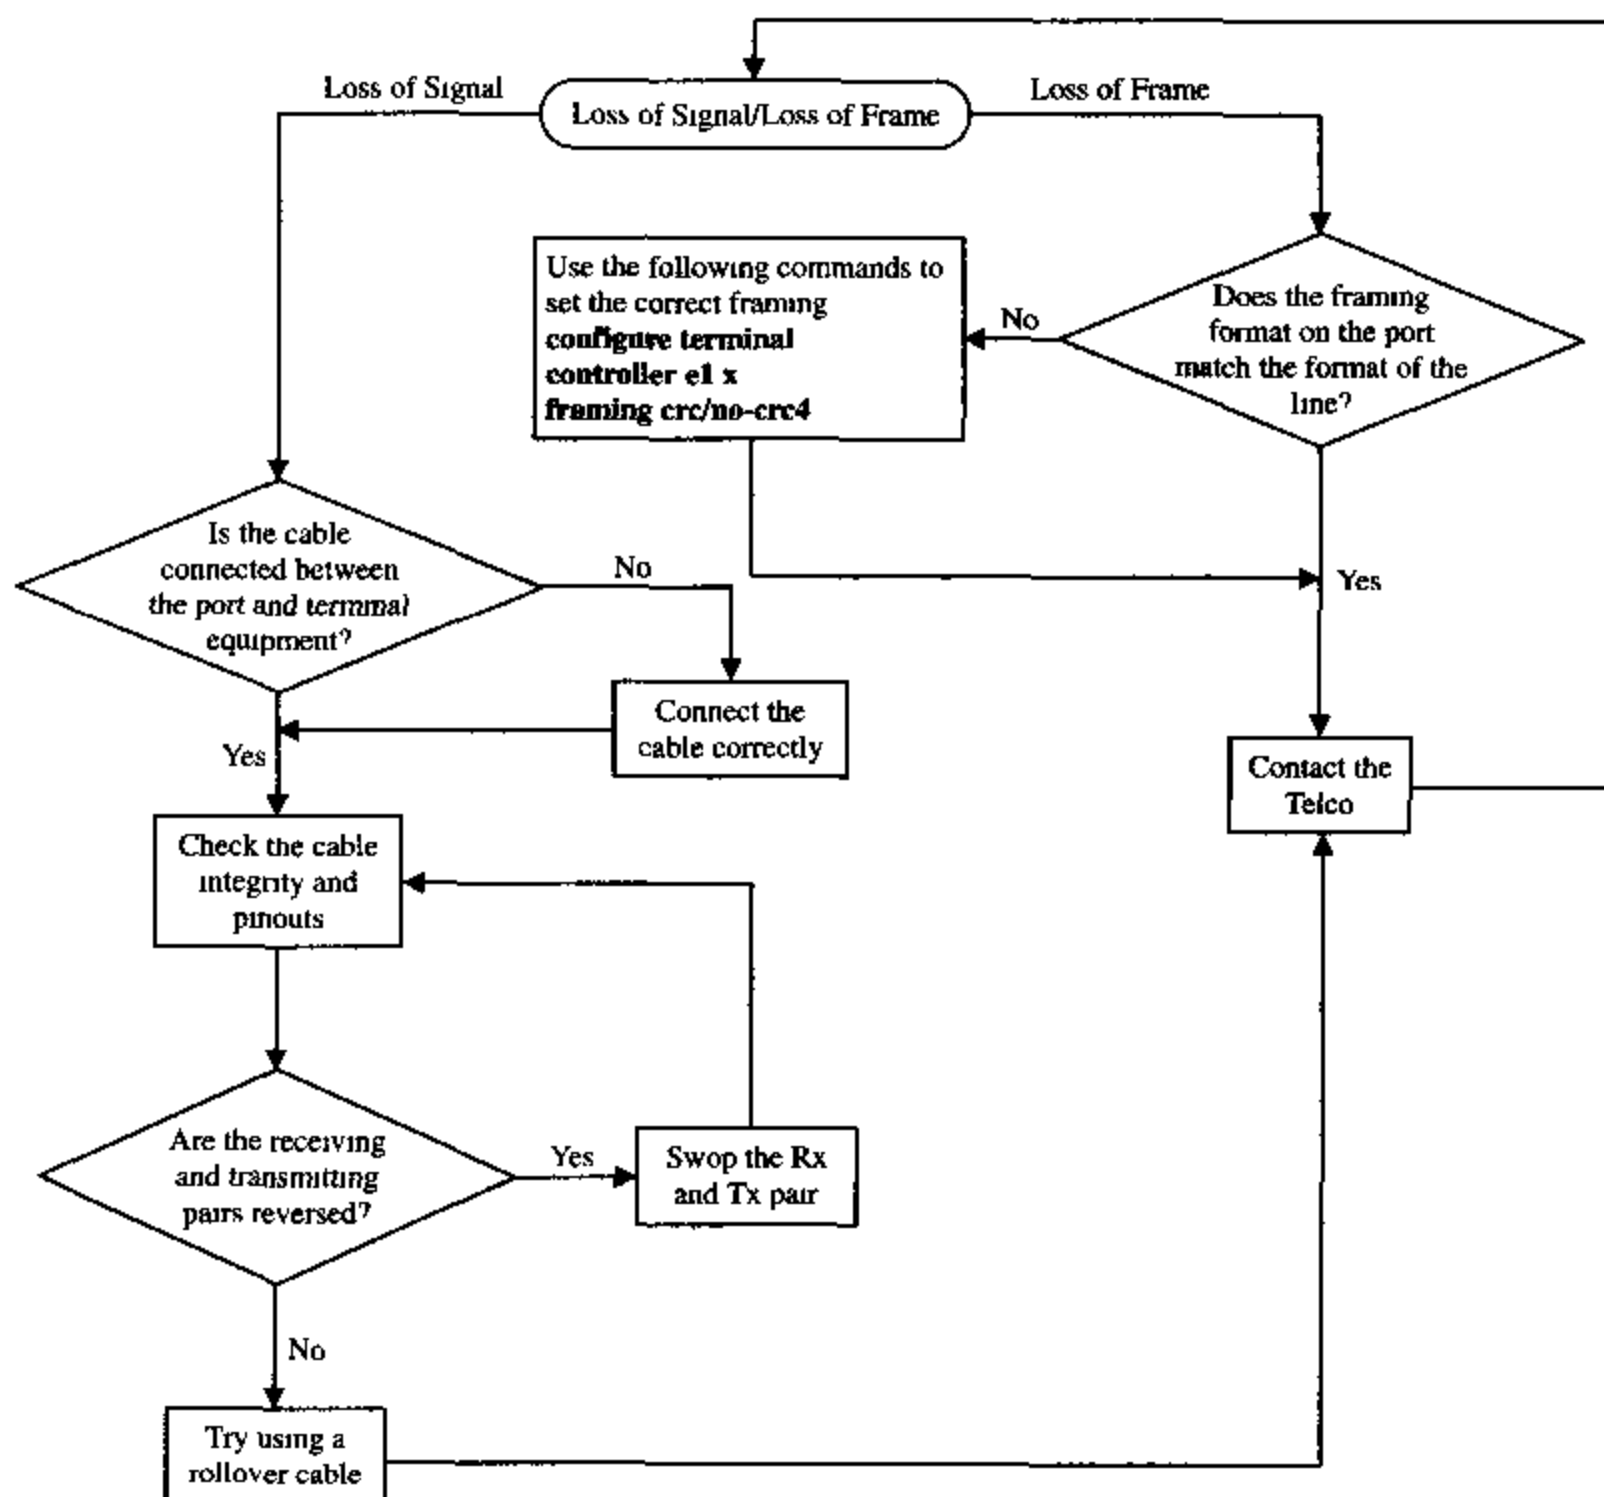 Loss of Signal
Loss of Signal/Loss of Frame
Loss of Frame
Use the following commands to
set the correct framing
configure terminal
controller e1 x
framing crc/no-crc4
No
Does the framing
format on the port
match the format of the
line?
Is the cable
connected between
the port and terminal
equipment?
No
Yes
Connect the
cable correctly
Yes
Contact the
Telco
Check the cable
integrity and
pinouts
Are the receiving
and transmitting
pairs reversed?
Yes
Swop the Rx
and Tx pair
No
Try using a
rollover cable